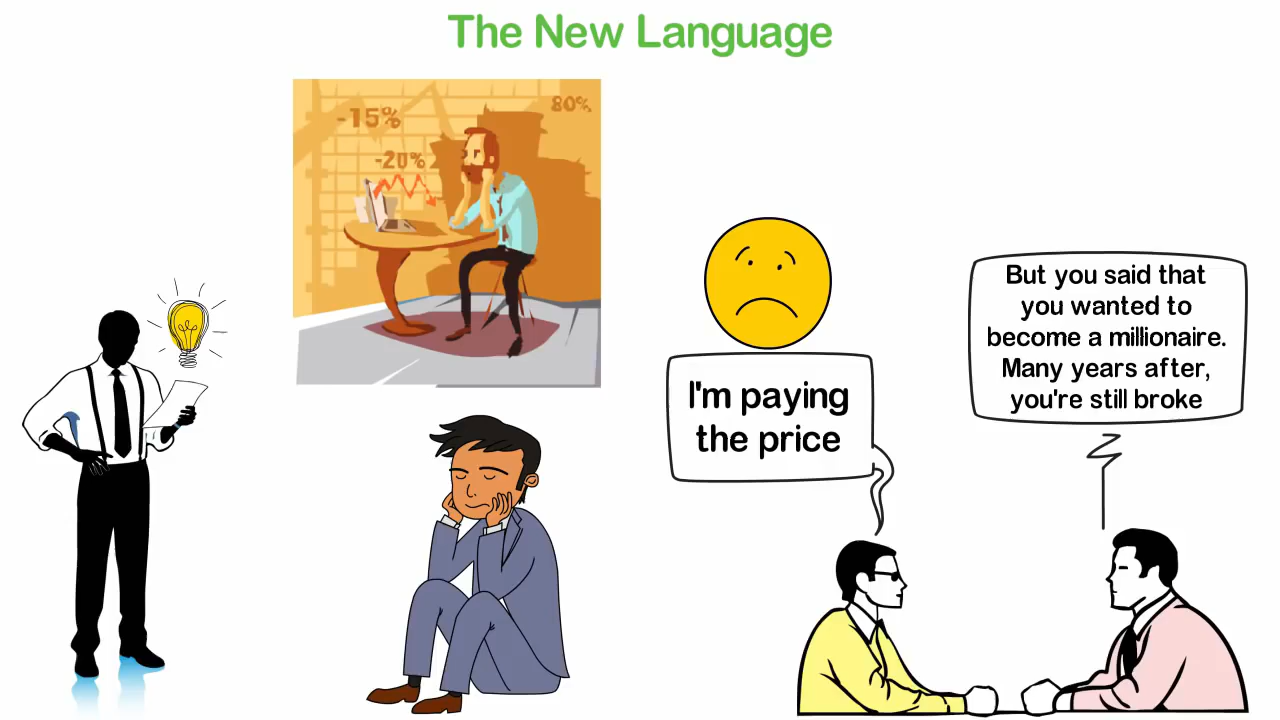 The New Language
-15%
80%
-20%
I'm paying
the price
But you said that
you wanted to
become a millionaire.
Many years after,
you're still broke